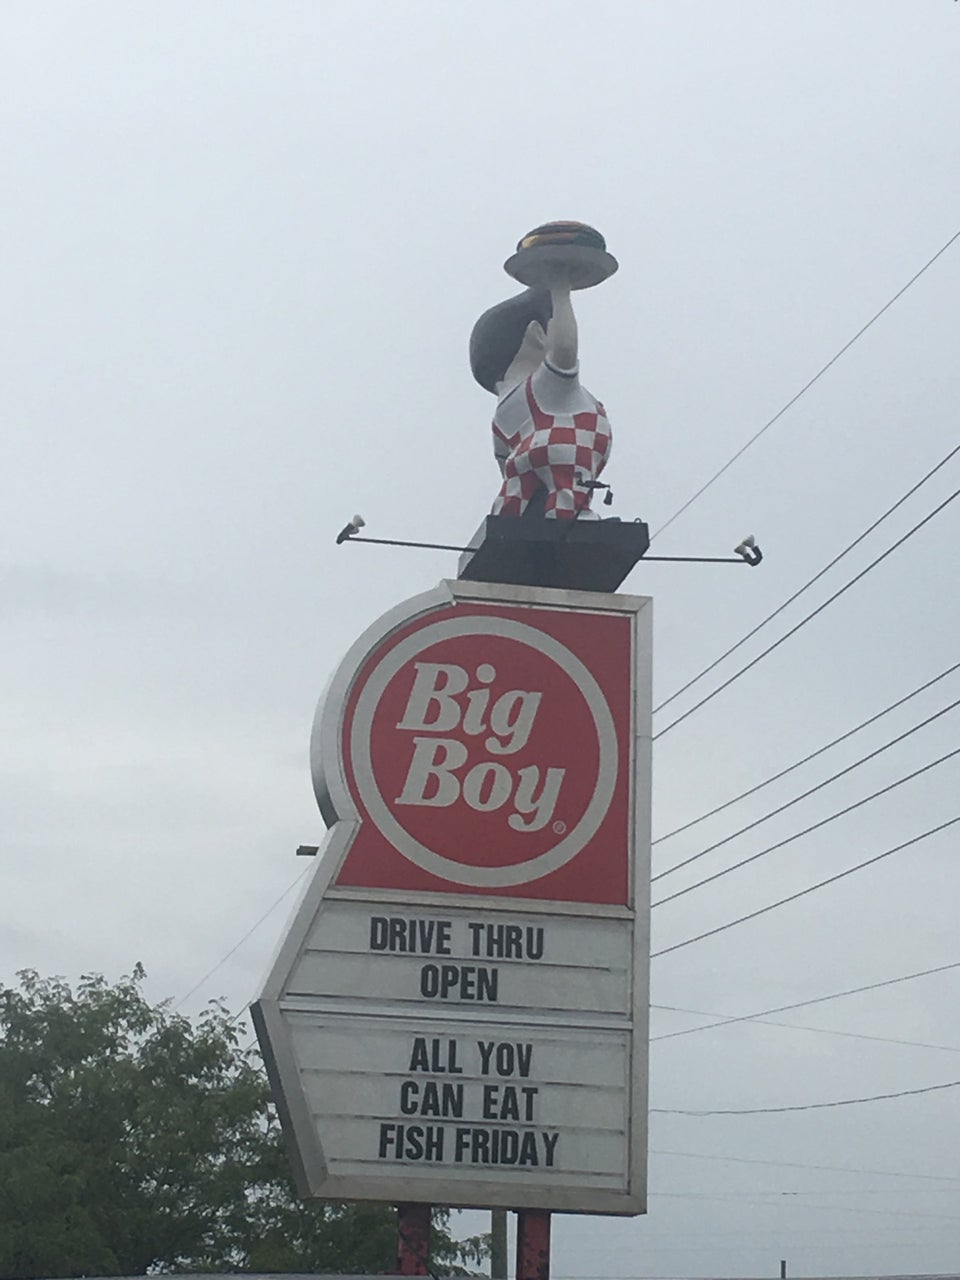 Big
Boy®
DRIVE THRU
OPEN
ALL YOV
CAN EAT
FISH FRIDAY